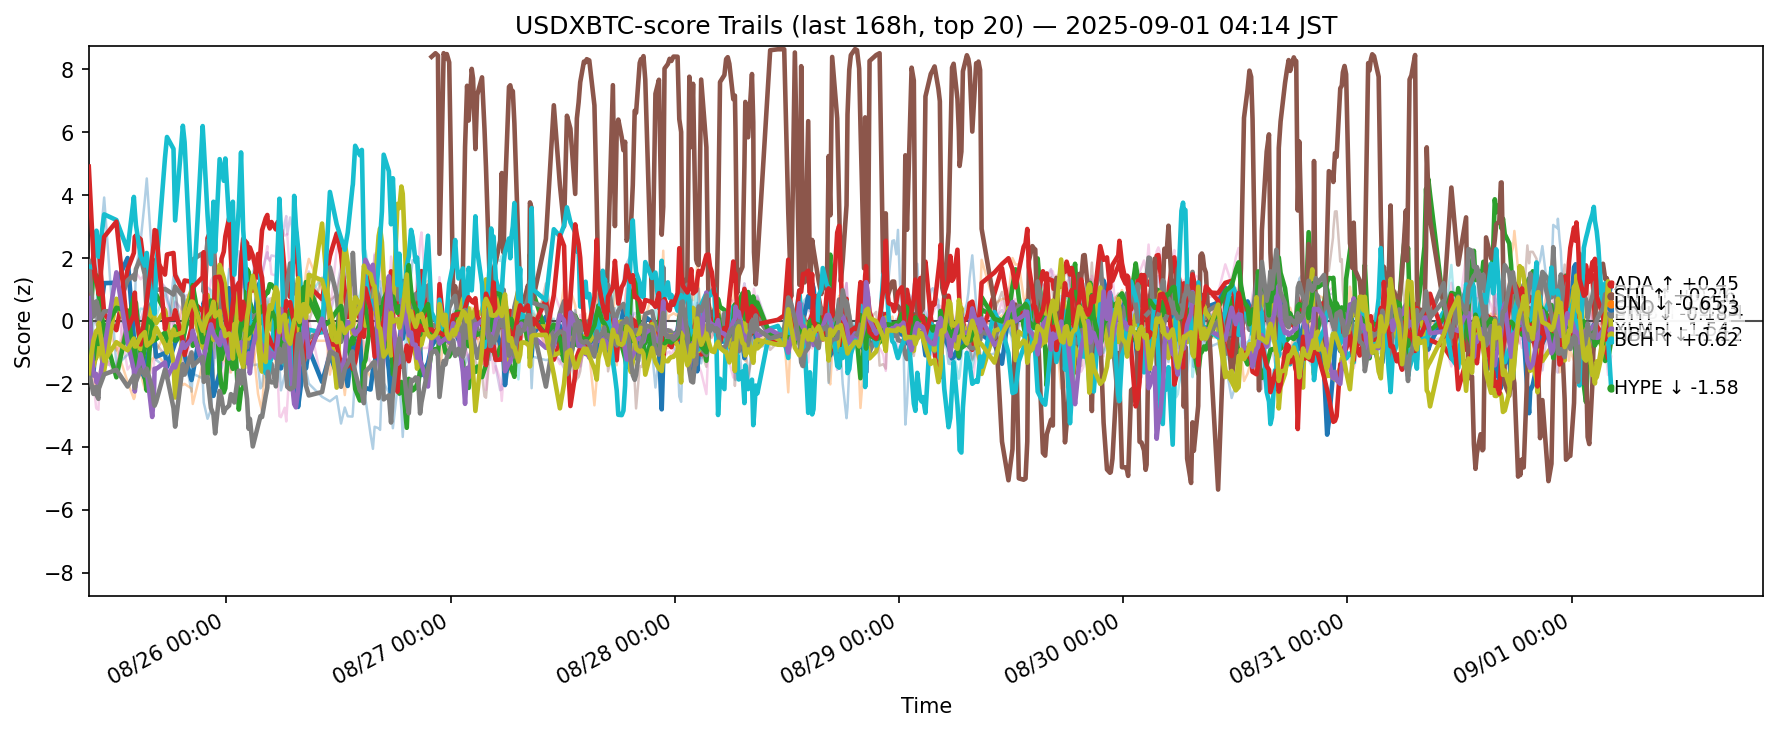 USDXBTC-score Trails (last 168h, top 20) — 2025-09-01 04:14 JST
Score (z)
8
6
4
2
0
−2
−4
−6
−8
ADA ↑ +0.45
UNI ↓ -0.65
BCH ↑ +0.62
HYPE ↓ -1.58
08/26 00:00
08/27 00:00
08/28 00:00
08/29 00:00
08/30 00:00
08/31 00:00
09/01 00:00
Time